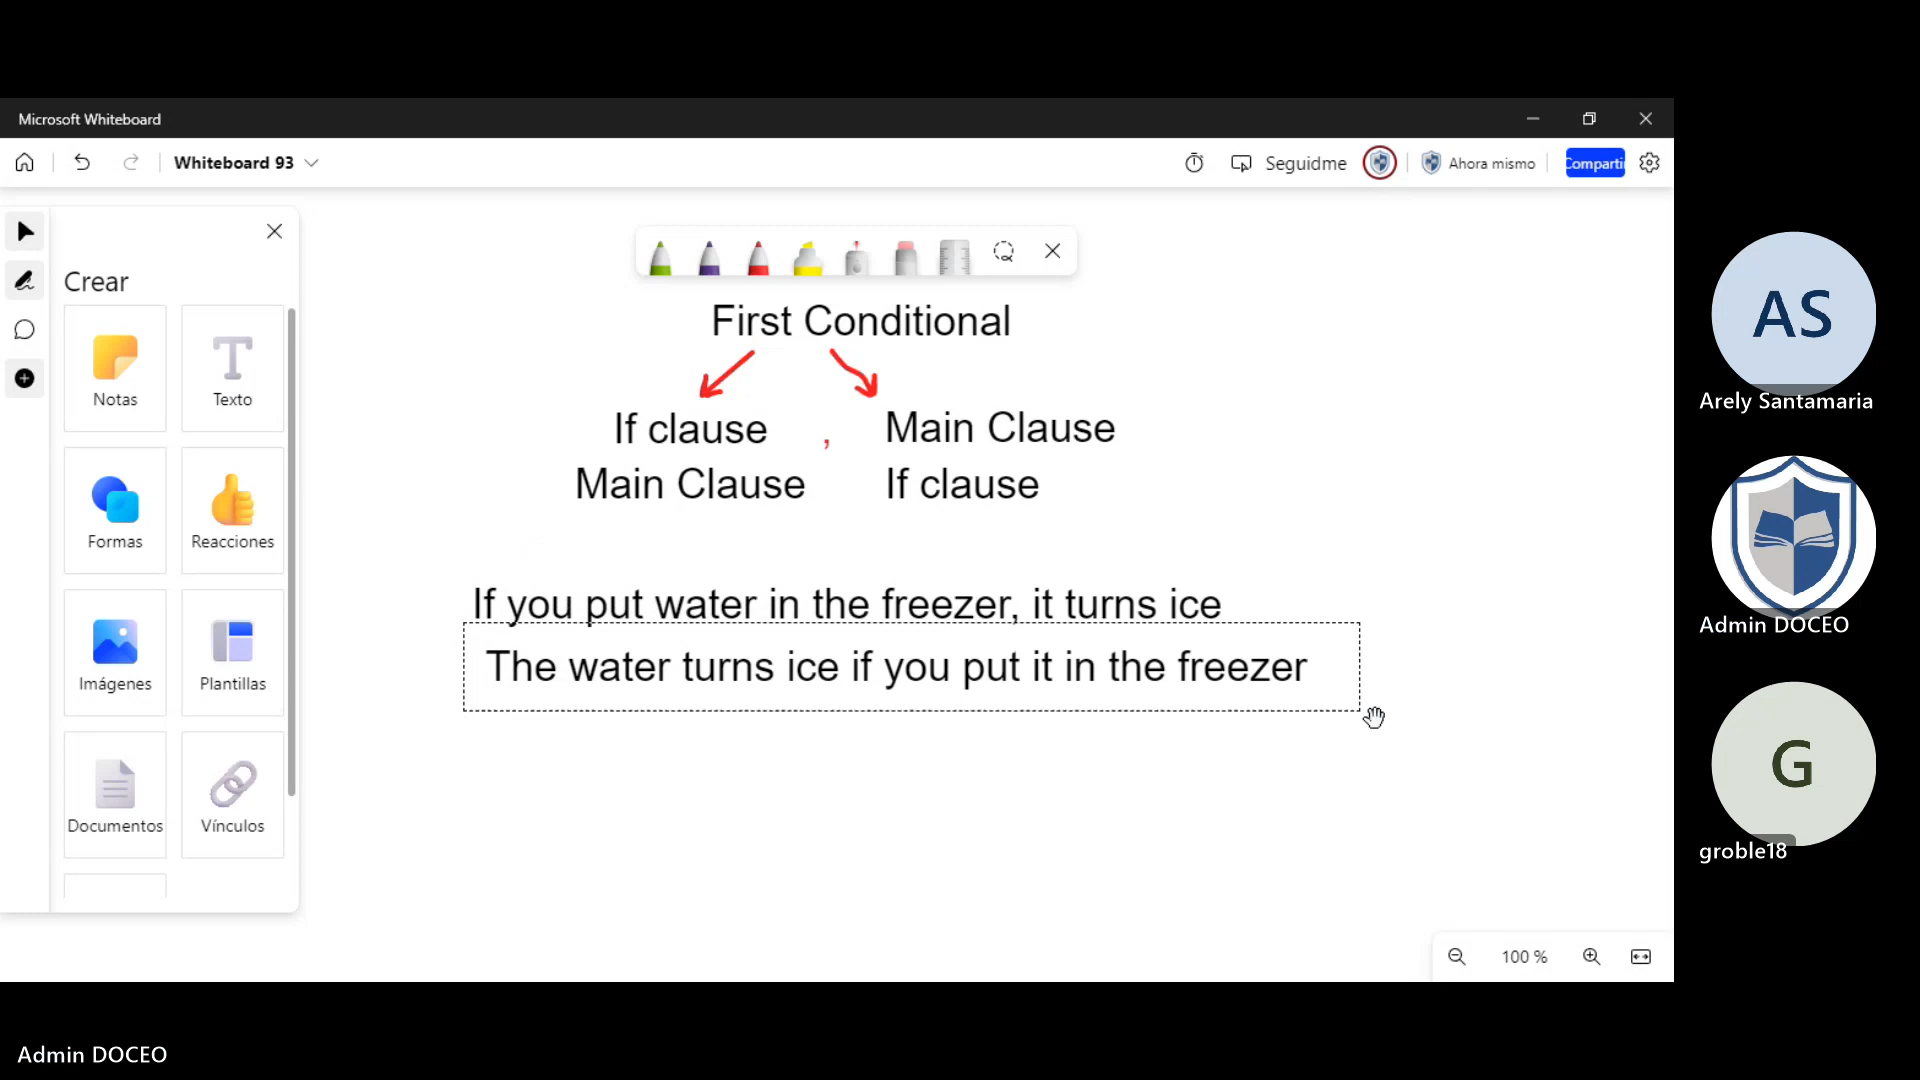 Microsoft Whiteboard
Whiteboard 93
Seguidme
Ahora mismo
Comparti
Crear
Notas
Texto
Formas
Reacciones
Imágenes
Plantillas
Documentos
Vínculos
First Conditional
If clause , Main Clause
Main Clause If clause
If you put water in the freezer, it turns ice
The water turns ice if you put it in the freezer
100 %
AS
Arely Santamaria
Admin DOCEO
G
groble18
Admin DOCEO